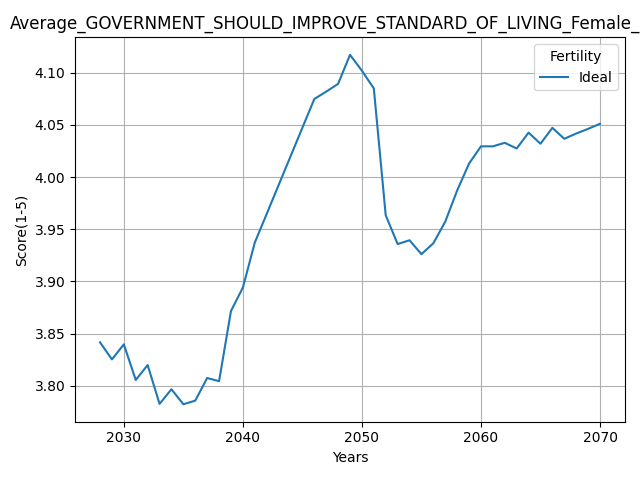 Average_GOVERNMENT_SHOULD_IMPROVE_STANDARD_OF_LIVING_Female_
Fertility
Ideal
4.10
4.05
4.00
3.95
3.90
3.85
3.80
Score(1-5)
2030 2040 2050 2060 2070
Years